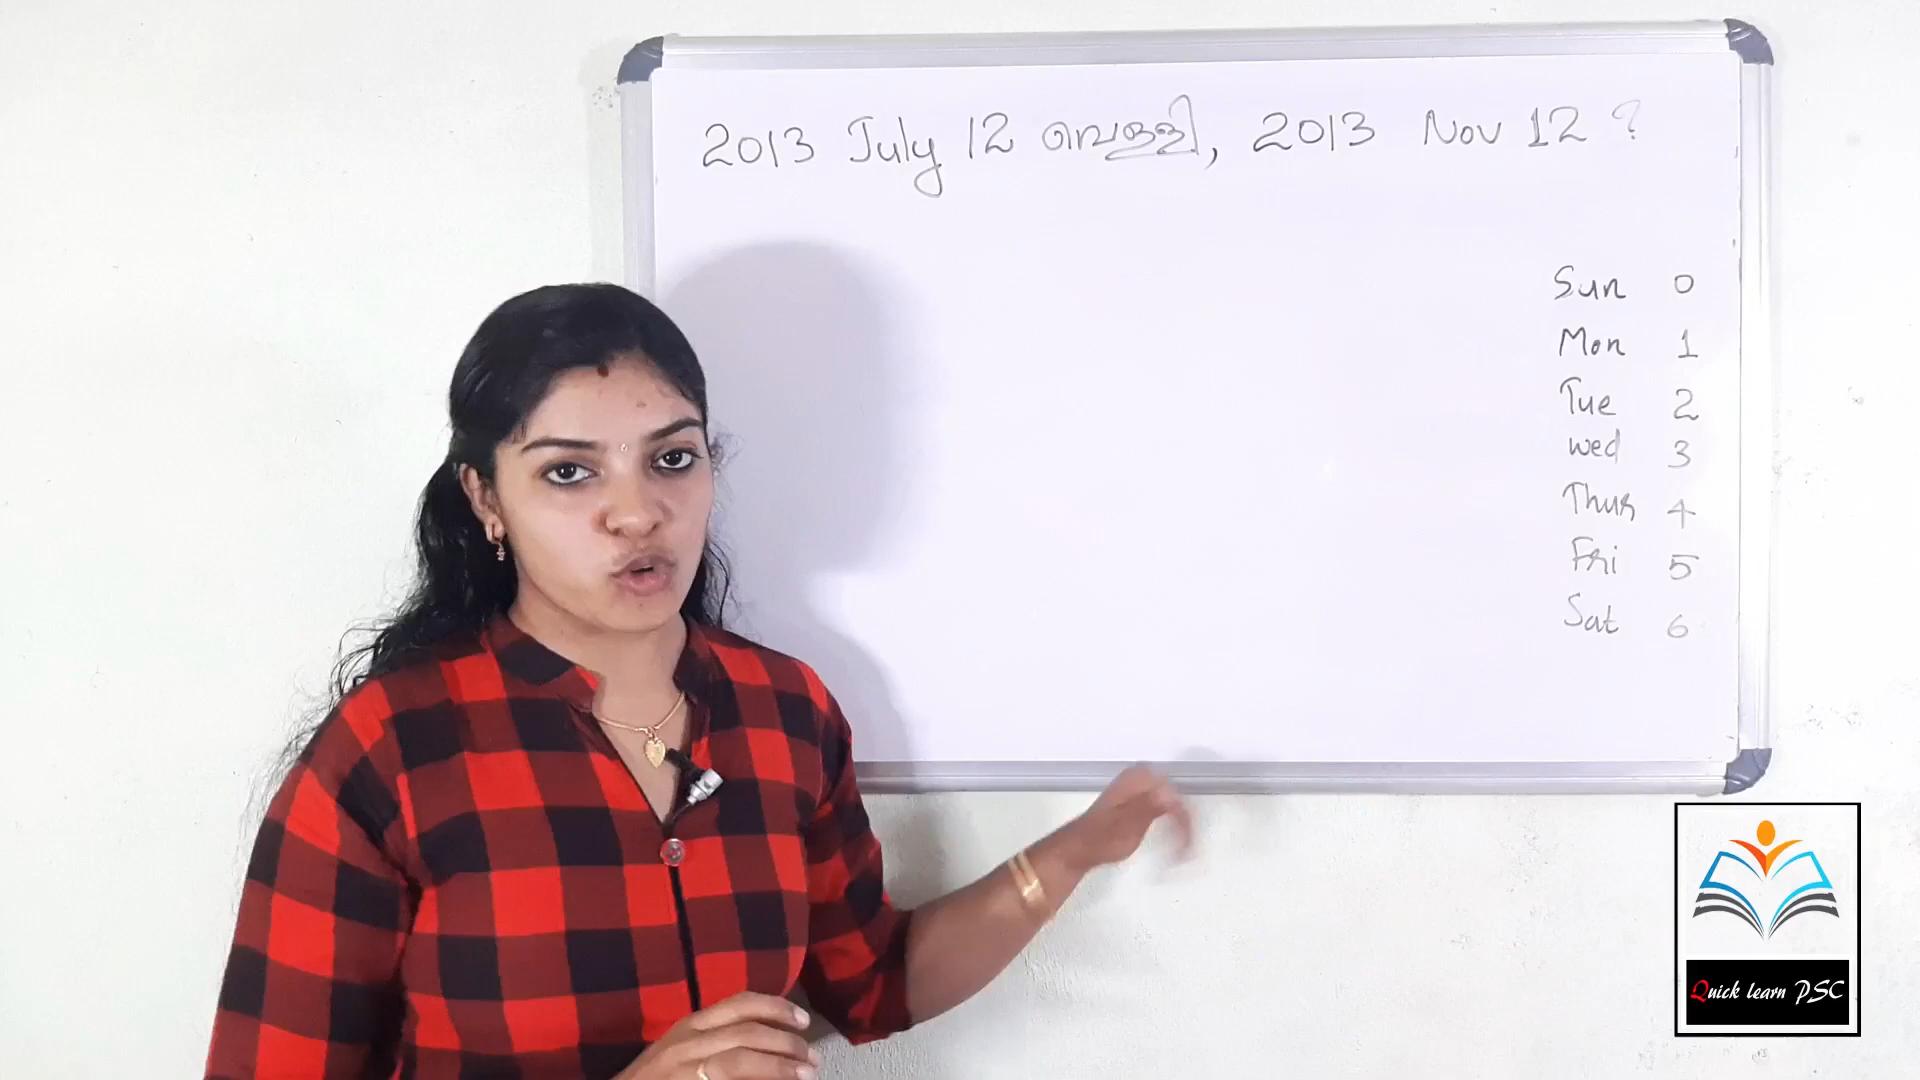 2013 July 12 വെള്ളി, 2013 Nov 12 ?
Sun 0
Mon 1
Tue 2
Wed 3
Thur 4
Fri 5
Sat 6
Quick learn PSC